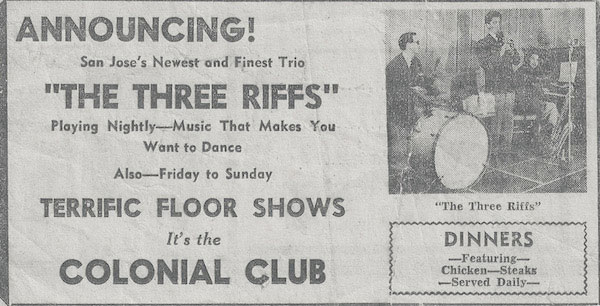 ANNOUNCING!
San Jose's Newest and Finest Trio
"THE THREE RIFFS"
Playing Nightly—Music That Makes You
Want to Dance
Also—Friday to Sunday
TERRIFIC FLOOR SHOWS
It's the
COLONIAL CLUB
"The Three Riffs"
DINNERS
—Featuring—
Chicken—Steaks
—Served Daily—